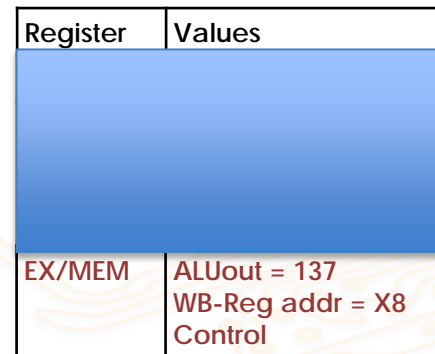 Register Values
EX/MEM ALUout = 137
WB-Reg addr = X8
Control